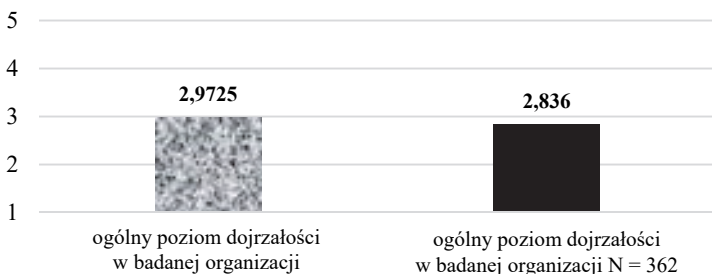 5
4
3
2
1
2,9725
2,836
ogólny poziom dojrzałości
w badanej organizacji
ogólny poziom dojrzałości
w badanej organizacji N = 362